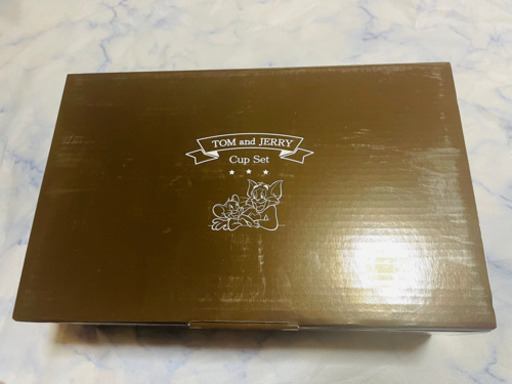 TOM and JERRY
Cup Set